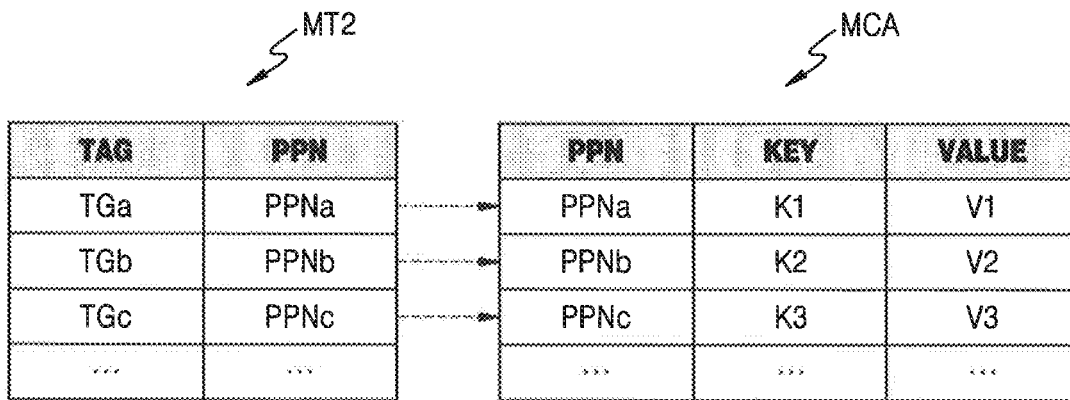 MT2 MCA
TAG PPN PPN KEY VALUE
TGa PPNa PPNa K1 V1
TGb PPNb PPNb K2 V2
TGc PPNc PPNc K3 V3
... ... ... ... ...